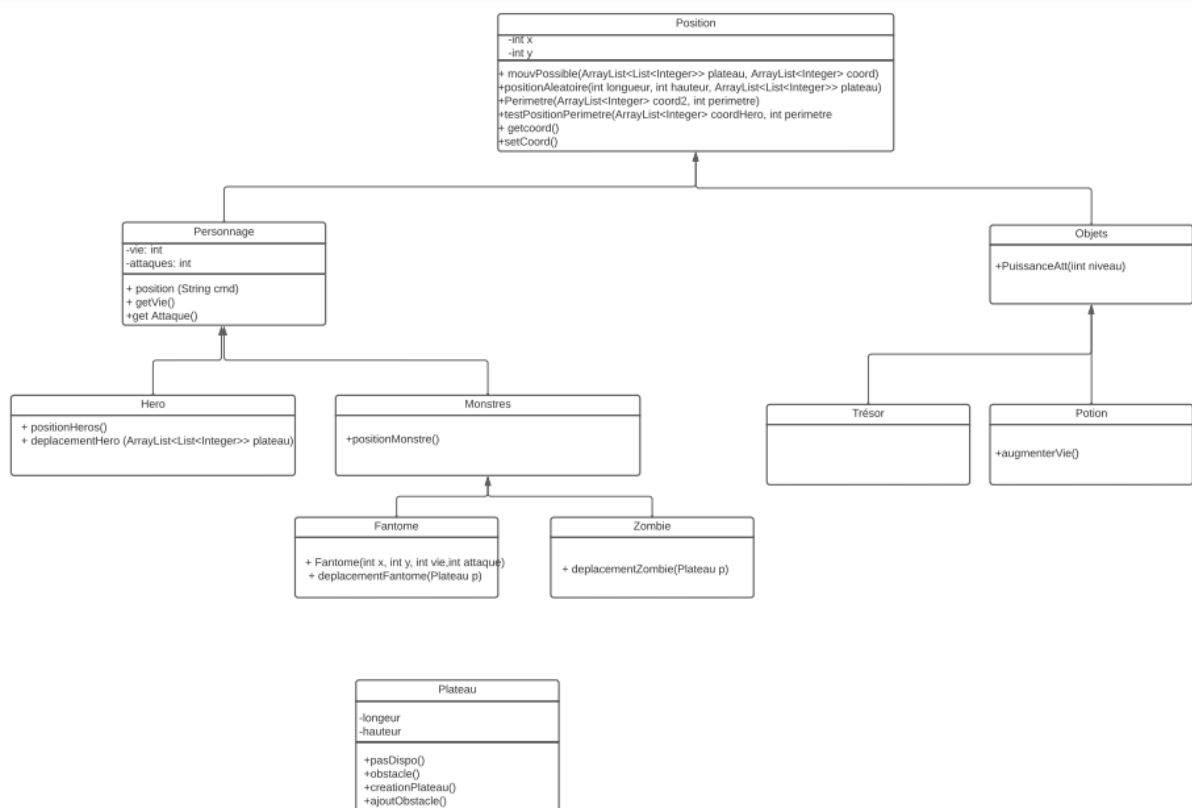 Position
-int x
-int y
+ mouvPossible(ArrayList<List<Integer>> plateau, ArrayList<Integer> coord)
+positionAleatoire(int longueur, int hauteur, ArrayList<List<Integer>> plateau)
+Perimetre(ArrayList<Integer> coord2, int perimetre)
+testPositionPerimetre(ArrayList<Integer> coordHero, int perimetre
+ getcoord()
+setCoord()
Personnage
-vie: int
-attaques: int
+ position (String cmd)
+ getVie()
+get Attaque()
Objets
+PuissanceAtt(iint niveau)
Hero
+ positionHeros()
+ deplacementHero (ArrayList<List<Integer>> plateau)
Monstres
+positionMonstre()
Trésor
Potion
+augmenterVie()
Fantome
+ Fantome(int x, int y, int vie,int attaque)
+ deplacementFantome(Plateau p)
Zombie
+ deplacementZombie(Plateau p)
Plateau
-longeur
-hauteur
+pasDispo()
+obstacle()
+creationPlateau()
+ajoutObstacle()